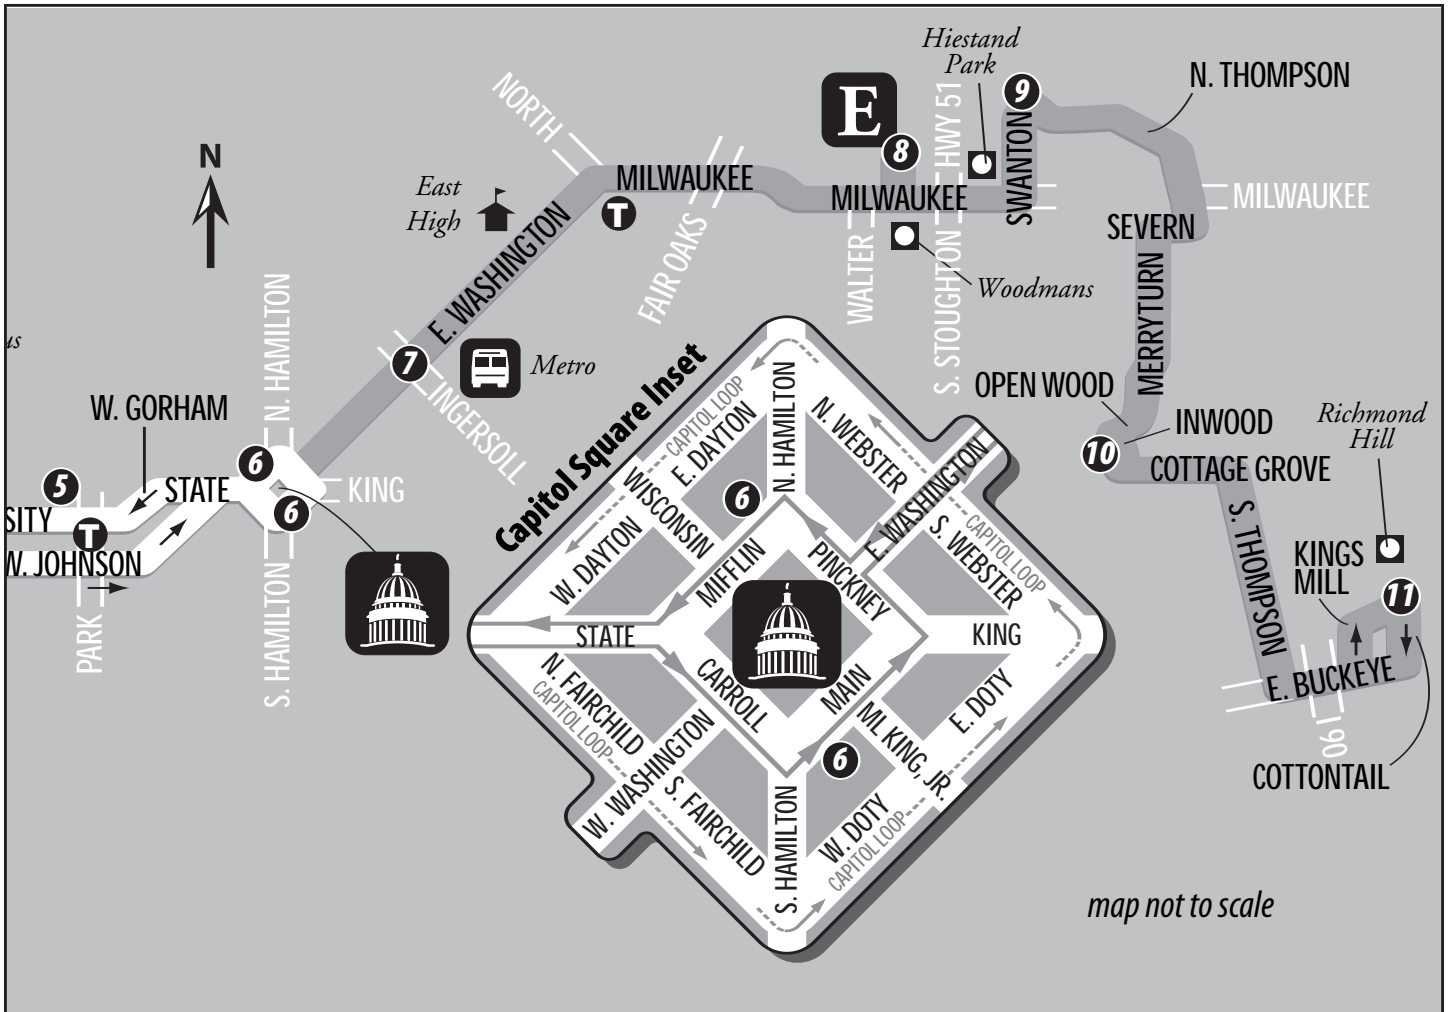 Hiestand
Park
9
N. THOMPSON
NORTH
E
8
HWY 51
SWANTON
N
East
High
MILWAUKEE
T
MILWAUKEE
MILWAUKEE
SEVERN
FAIR OAKS
WALTER
S. STOUGHTON
Woodmans
E. WASHINGTON
N. HAMILTON
us
7
Metro
INGERSOLL
MERRYTURN
OPEN WOOD
INWOOD
10
COTTAGE GROVE
Richmond
Hill
W. GORHAM
5
6
STATE
KING
6
SITY
T
W. JOHNSON
PARK
S. HAMILTON
S. THOMPSON
KINGS
MILL
11
E. BUCKEYE
I 90
COTTONTAIL
Capitol Square Inset
CAPITOL LOOP
E. DAYTON
N. HAMILTON
N. WEBSTER
WISCONSIN
6
E. WASHINGTON
W. DAYTON
MIFFLIN
PINCKNEY
S. WEBSTER
CAPITOL LOOP
STATE
KING
N. FAIRCHILD
CAPITOL LOOP
CARROLL
MAIN
E. DOTY
W. WASHINGTON
6
ML KING, JR.
S. FAIRCHILD
S. HAMILTON
W. DOTY
CAPITOL LOOP
map not to scale